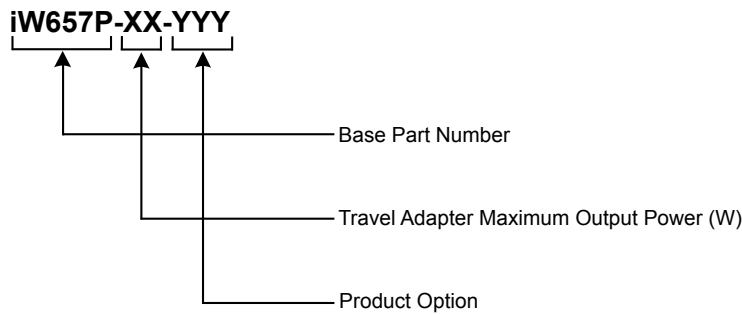 iW657P-XX-YYY
Base Part Number
Travel Adapter Maximum Output Power (W)
Product Option